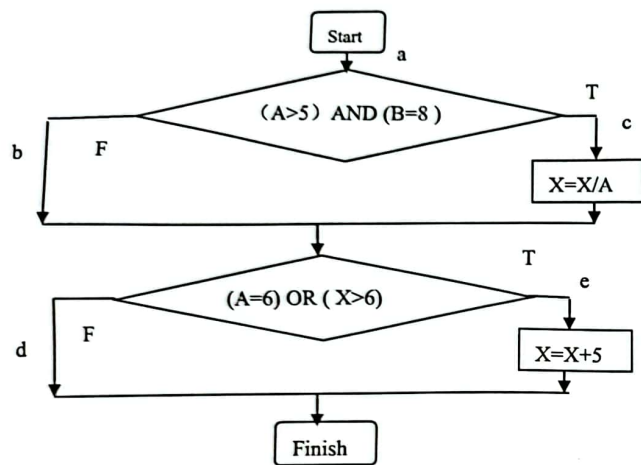 Start
a
（A>5）AND (B=8 )
T
b
F
c
X=X/A
T
(A=6) OR ( X>6)
e
d
F
X=X+5
Finish